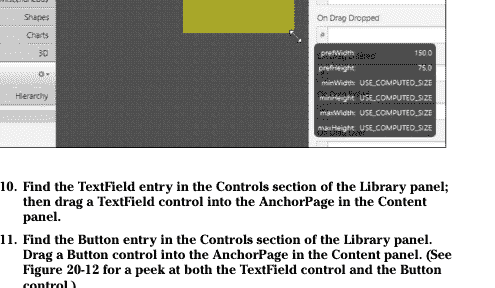 Shapes
Charts
3D
Hierarchy
On Drag Dropped
prefWidth: 150.0
prefHeight: 75.0
minWidth: USE_COMPUTED_SIZE
minHeight: USE_COMPUTED_SIZE
maxWidth: USE_COMPUTED_SIZE
maxHeight: USE_COMPUTED_SIZE
10. Find the TextField entry in the Controls section of the Library panel;
then drag a TextField control into the AnchorPage in the Content
panel.
11. Find the Button entry in the Controls section of the Library panel.
Drag a Button control into the AnchorPage in the Content panel. (See
Figure 20-12 for a peek at both the TextField control and the Button
control.)